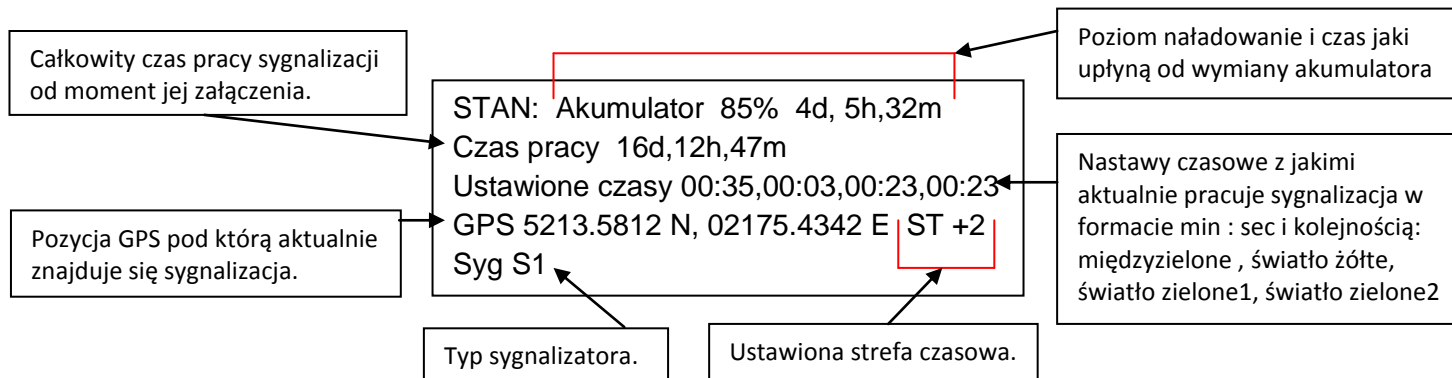 Całkowity czas pracy sygnalizacji
od moment jej załączenia.
Poziom naładowanie i czas jaki
upłyną od wymiany akumulatora
STAN: Akumulator 85% 4d, 5h,32m
Czas pracy 16d,12h,47m
Ustawione czasy 00:35,00:03,00:23,00:23
GPS 5213.5812 N, 02175.4342 E ST +2
Syg S1
Pozycja GPS pod którą aktualnie
znajduje się sygnalizacja.
Nastawy czasowe z jakimi
aktualnie pracuje sygnalizacja w
formacie min : sec i kolejnością:
międzyzielone , światło żółte,
światło zielone1, światło zielone2
Typ sygnalizatora.
Ustawiona strefa czasowa.